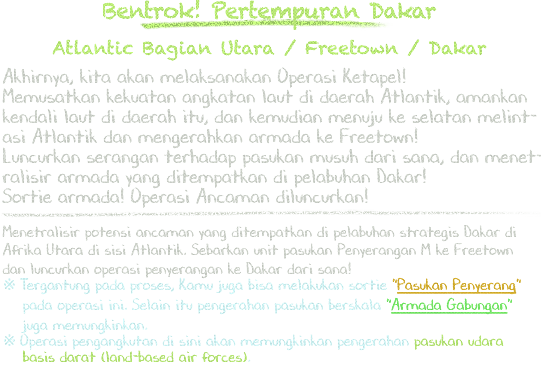 Bentrok! Pertempuran Dakar
Atlantic Bagian Utara / Freetown / Dakar
Akhirnya, kita akan melaksanakan Operasi Ketapel!
Memusatkan kekuatan angkatan laut di daerah Atlantik, amankan
kendali laut di daerah itu, dan kemudian menuju ke selatan melint-
asi Atlantik dan mengerahkan armada ke Freetown!
Luncurkan serangan terhadap pasukan musuh dari sana, dan menet-
ralisir armada yang ditempatkan di pelabuhan Dakar!
Sortie armada! Operasi Ancaman diluncurkan!
Menetralisir potensi ancaman yang ditempatkan di pelabuhan strategis Dakar di
Afrika Utara di sisi Atlantik. Sebarkan unit pasukan Penyerangan M ke Freetown
dan luncurkan operasi penyerangan ke Dakar dari sana!
※ Tergantung pada proses, Kamu juga bisa melakukan sortie "Pasukan Penyerang"
pada operasi ini. Selain itu pengerahan pasukan berskala "Armada Gabungan"
juga memungkinkan.
※ Operasi pengangkutan di sini akan memungkinkan pengerahan pasukan udara
basis darat (land-based air forces).